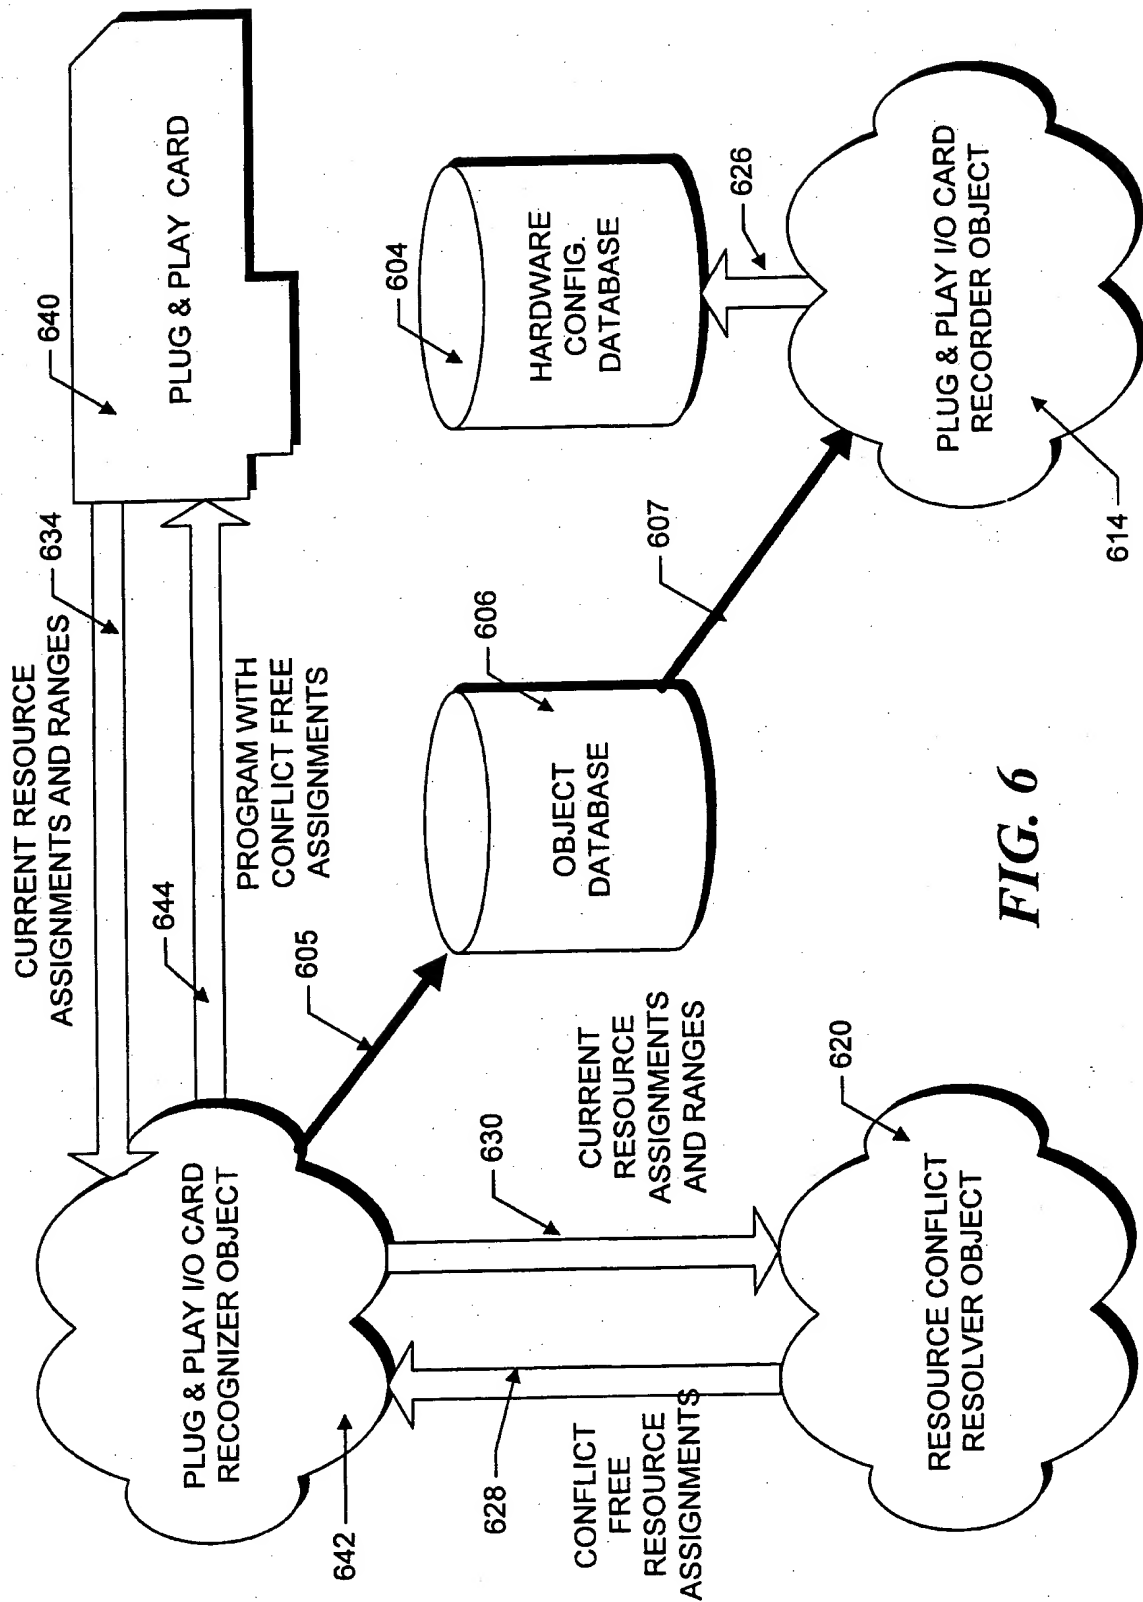 CURRENT RESOURCE
ASSIGNMENTS AND RANGES
634
640
PLUG & PLAY CARD
644
PROGRAM WITH
CONFLICT FREE
ASSIGNMENTS
PLUG & PLAY I/O CARD
RECOGNIZER OBJECT
642
605
606
OBJECT
DATABASE
604
HARDWARE
CONFIG.
DATABASE
607
626
PLUG & PLAY I/O CARD
RECORDER OBJECT
614
628
CONFLICT
FREE
RESOURCE
ASSIGNMENTS
630
CURRENT
RESOURCE
ASSIGNMENTS
AND RANGES
620
RESOURCE CONFLICT
RESOLVER OBJECT
FIG. 6